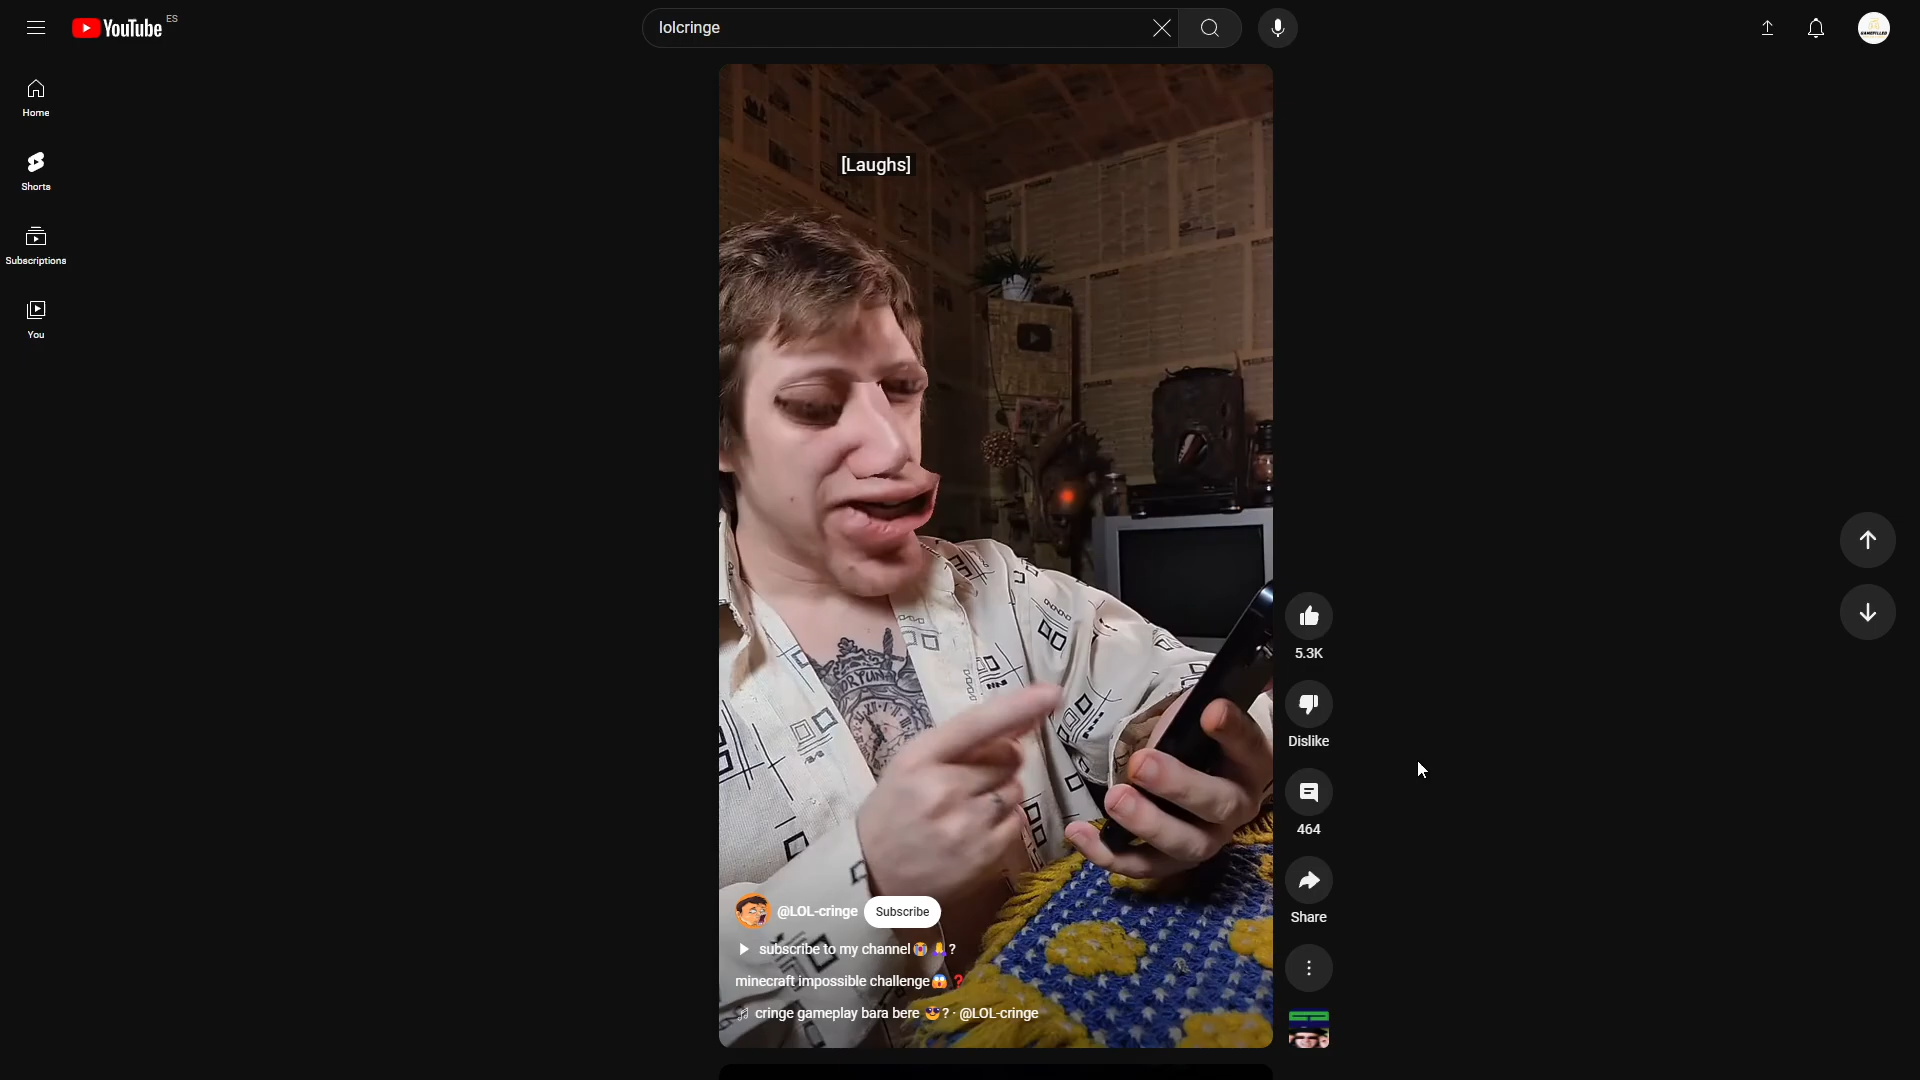 YouTube ES
lolcringe
Home
Shorts
Subscriptions
You
[Laughs]
5.3K
Dislike
464
Share
@LOL-cringe Subscribe
subscribe to my channel😭🙏?
minecraft impossible challenge😱❓
cringe gameplay bara bere 😎? · @LOL-cringe